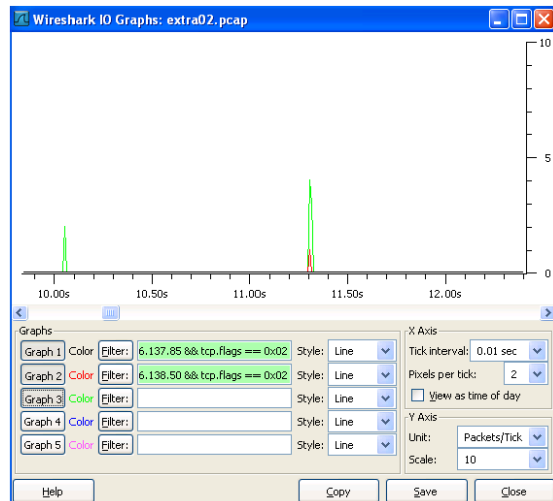 Wireshark IO Graphs: extra02.pcap
10
5
0
10.00s 10.50s 11.00s 11.50s 12.00s
Graphs
Graph 1 Color Filter: 6.137.85 && tcp.flags == 0x02 Style: Line
Graph 2 Color Filter: 6.138.50 && tcp.flags == 0x02 Style: Line
Graph 3 Color Filter: Style: Line
Graph 4 Color Filter: Style: Line
Graph 5 Color Filter: Style: Line
X Axis
Tick interval: 0.01 sec
Pixels per tick: 2
View as time of day
Y Axis
Unit: Packets/Tick
Scale: 10
Help Copy Save Close